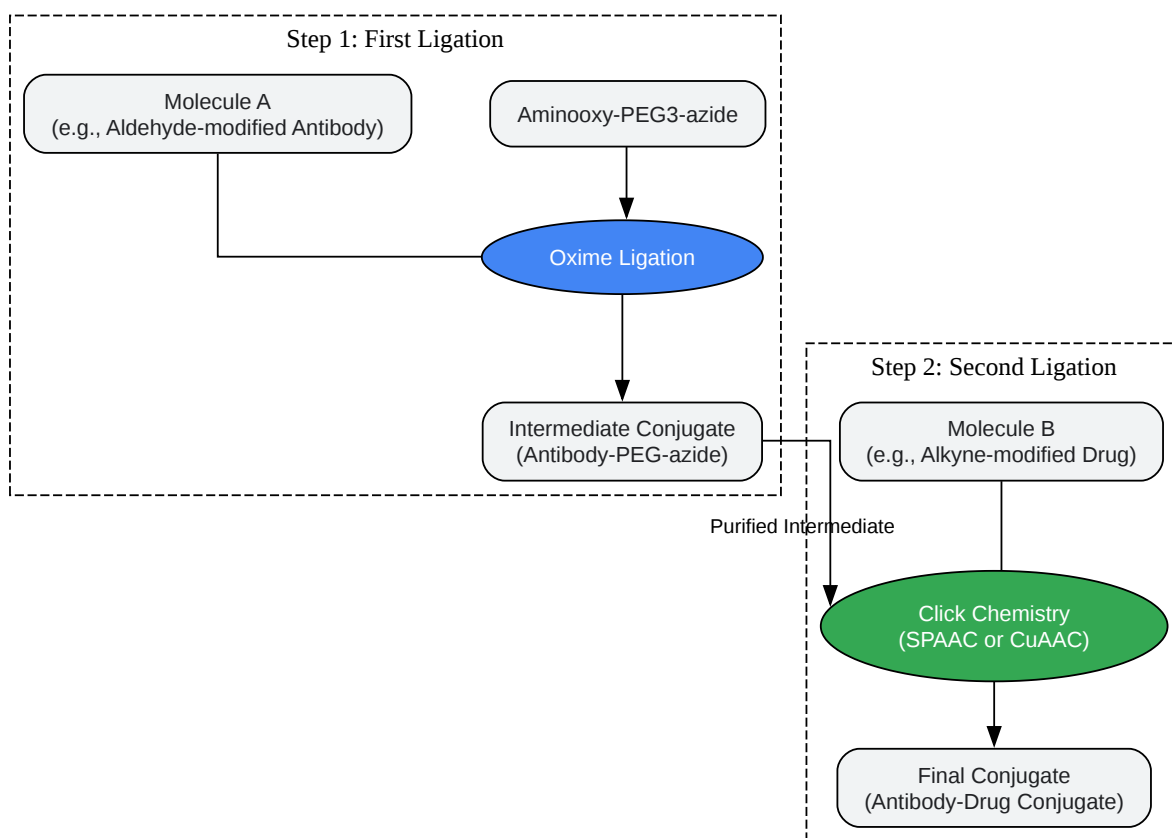 Step 1: First Ligation
Molecule A
(e.g., Aldehyde-modified Antibody)
Aminooxy-PEG3-azide
Oxime Ligation
Intermediate Conjugate
(Antibody-PEG-azide)
Purified Intermediate
Step 2: Second Ligation
Molecule B
(e.g., Alkyne-modified Drug)
Click Chemistry
(SPAAC or CuAAC)
Final Conjugate
(Antibody-Drug Conjugate)